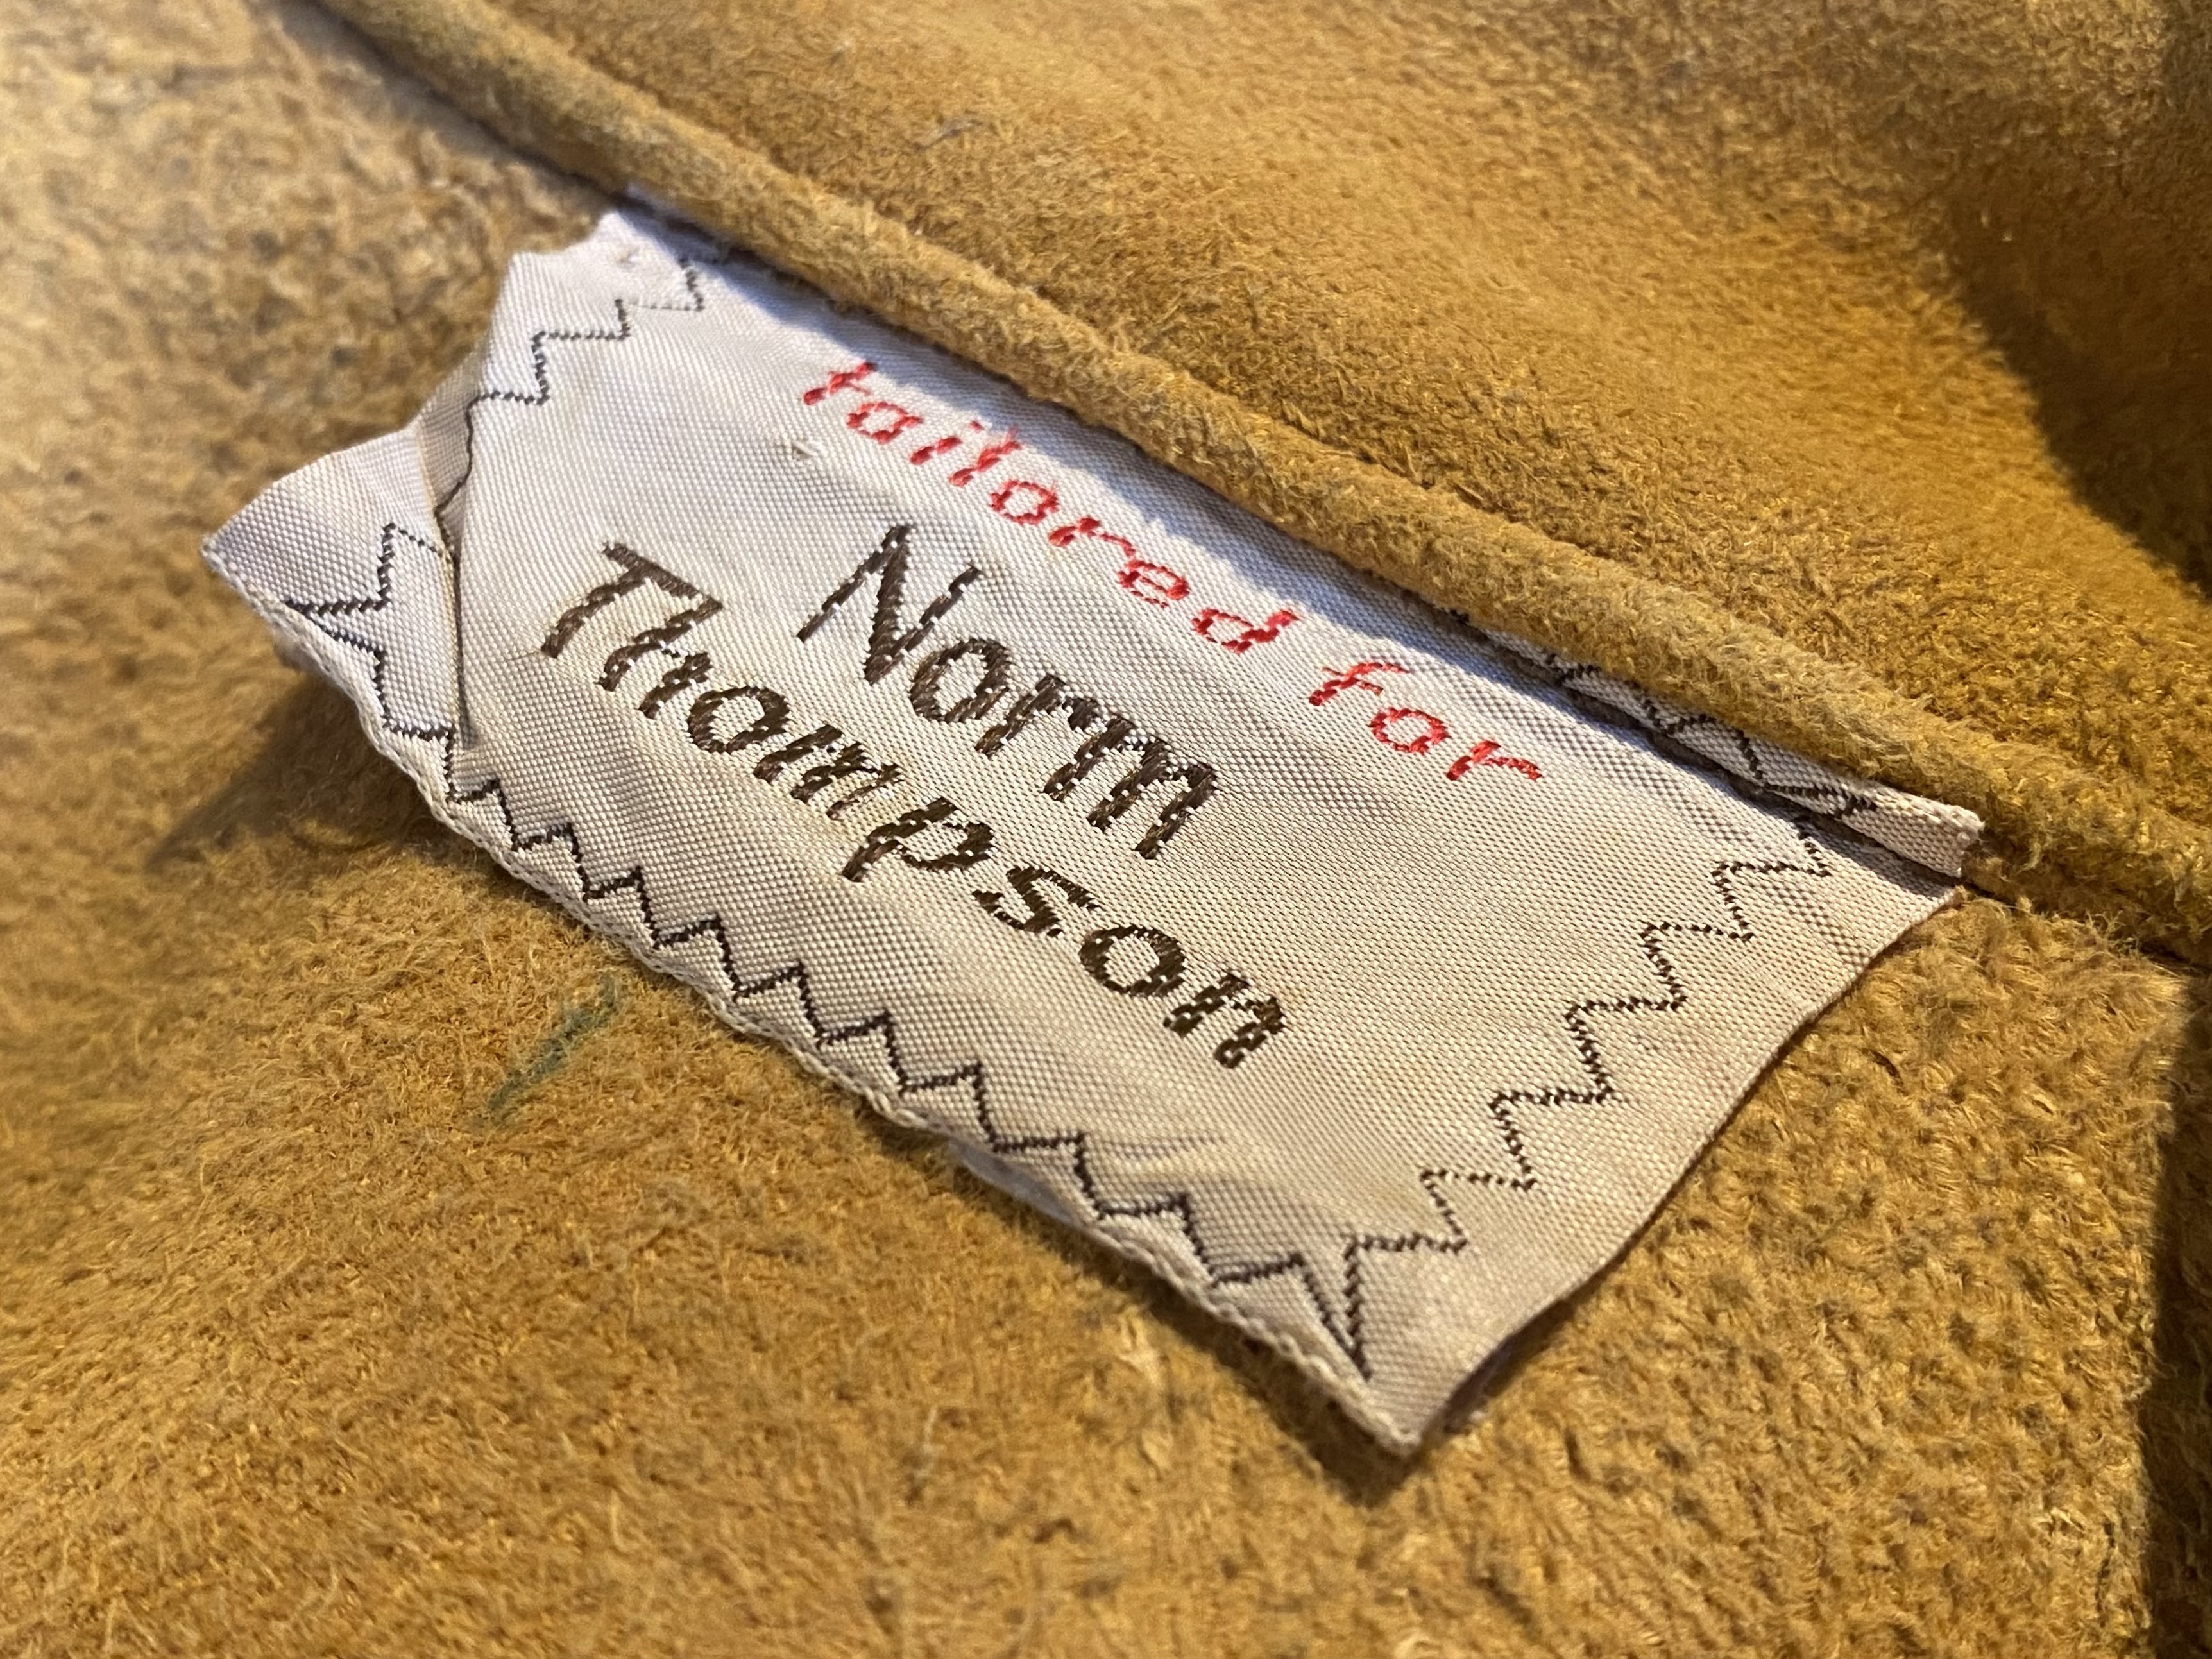 tailored for
Norm
Thompson